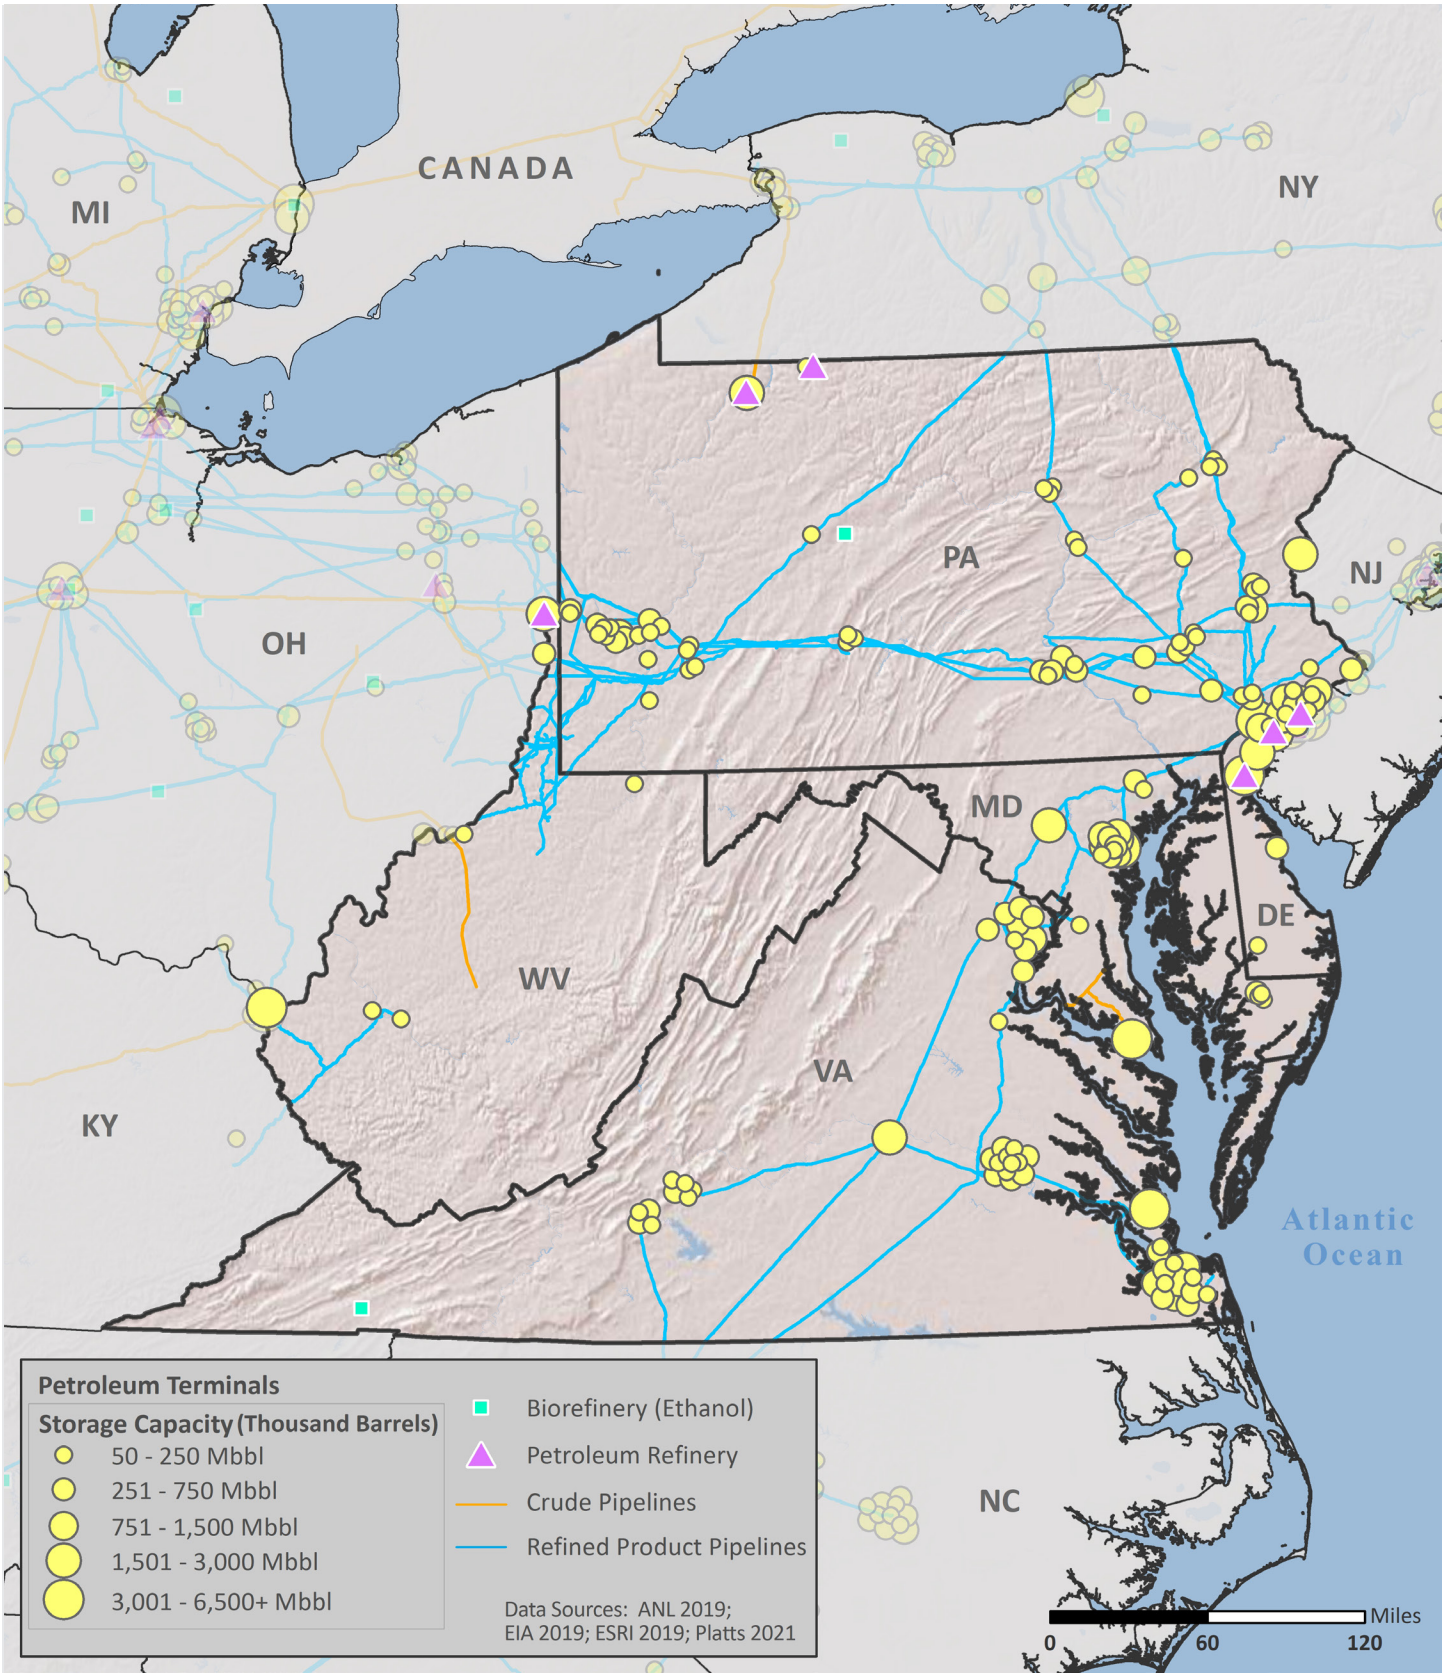 CANADA
MI
NY
PA
NJ
OH
MD
DE
WV
VA
KY
Atlantic
Ocean
NC
Petroleum Terminals
Storage Capacity (Thousand Barrels)
50 - 250 Mbbl
251 - 750 Mbbl
751 - 1,500 Mbbl
1,501 - 3,000 Mbbl
3,001 - 6,500+ Mbbl
Biorefinery (Ethanol)
Petroleum Refinery
Crude Pipelines
Refined Product Pipelines
Data Sources: ANL 2019;
EIA 2019; ESRI 2019; Platts 2021
Miles
0 60 120